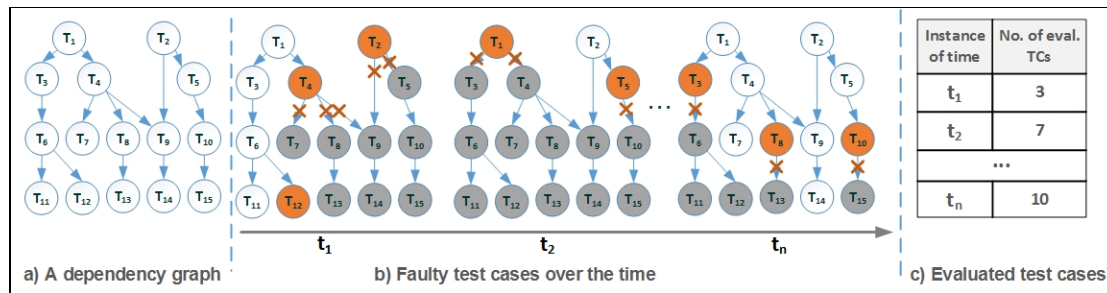 T1 T2
T3 T4 T5
T6 T7 T8 T9 T10
T11 T12 T13 T14 T15
a) A dependency graph
T1 T2
T3 T4 T5
T6 T7 T8 T9 T10
T11 T12 T13 T14 T15
t1
T1 T2
T3 T4 T5
T6 T7 T8 T9 T10
T11 T12 T13 T14 T15
t2
...
T1 T2
T3 T4 T5
T6 T7 T8 T9 T10
T11 T12 T13 T14 T15
tn
b) Faulty test cases over the time
Instance of time No. of eval. TCs
t1 3
t2 7
...
tn 10
c) Evaluated test cases